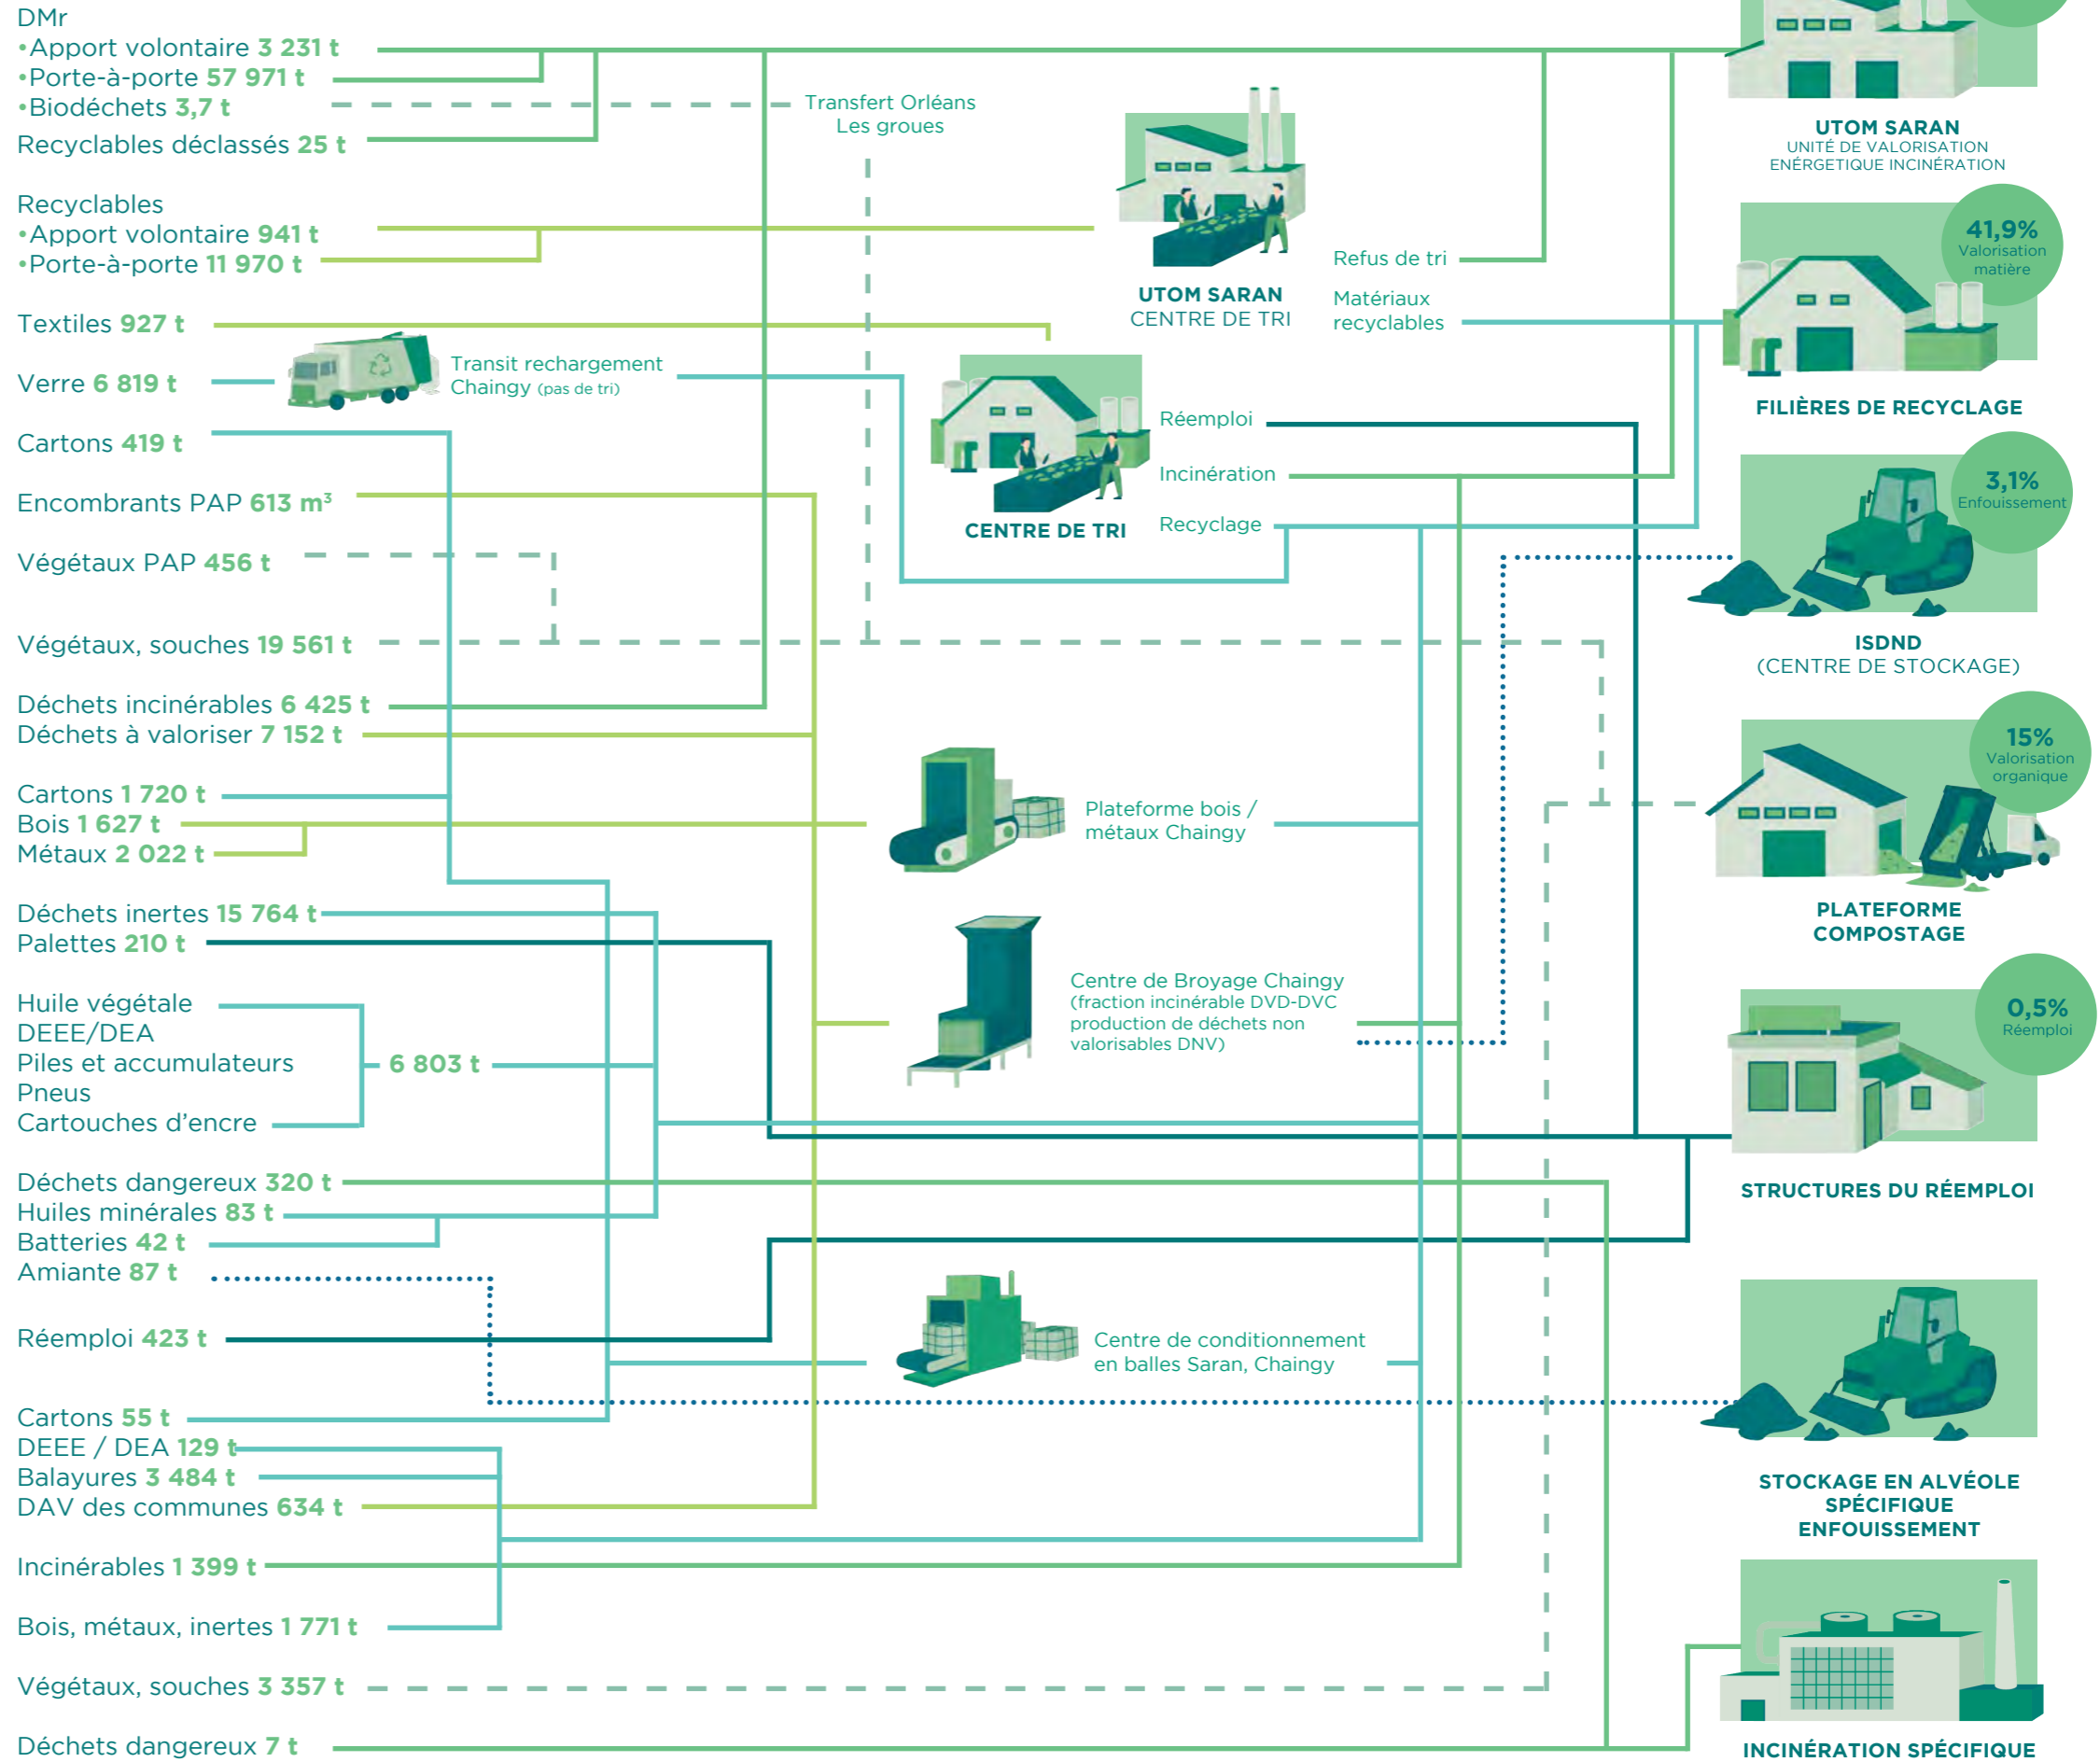 DMr
•Apport volontaire 3 231 t
•Porte-à-porte 57 971 t
•Biodéchets 3,7 t
Recyclables déclassés 25 t
Recyclables
•Apport volontaire 941 t
•Porte-à-porte 11 970 t
Textiles 927 t
Verre 6 819 t
Cartons 419 t
Encombrants PAP 613 m³
Végétaux PAP 456 t
Végétaux, souches 19 561 t
Déchets incinérables 6 425 t
Déchets à valoriser 7 152 t
Cartons 1 720 t
Bois 1 627 t
Métaux 2 022 t
Déchets inertes 15 764 t
Palettes 210 t
Huile végétale
DEEE/DEA
Piles et accumulateurs
Pneus
Cartouches d'encre
6 803 t
Déchets dangereux 320 t
Huiles minérales 83 t
Batteries 42 t
Amiante 87 t
Réemploi 423 t
Cartons 55 t
DEEE / DEA 129 t
Balayures 3 484 t
DAV des communes 634 t
Incinérables 1 399 t
Bois, métaux, inertes 1 771 t
Végétaux, souches 3 357 t
Déchets dangereux 7 t
Transfert Orléans
Les groues
Transit rechargement
Chaingy (pas de tri)
UTOM SARAN
CENTRE DE TRI
Refus de tri
Matériaux
recyclables
CENTRE DE TRI
Réemploi
Incinération
Recyclage
Plateforme bois /
métaux Chaingy
Centre de Broyage Chaingy
(fraction incinérable DVD-DVC
production de déchets non
valorisables DNV)
Centre de conditionnement
en balles Saran, Chaingy
UTOM SARAN
UNITÉ DE VALORISATION
ENÉRGETIQUE INCINÉRATION
41,9%
Valorisation
matière
FILIÈRES DE RECYCLAGE
3,1%
Enfouissement
ISDND
(CENTRE DE STOCKAGE)
15%
Valorisation
organique
PLATEFORME
COMPOSTAGE
0,5%
Réemploi
STRUCTURES DU RÉEMPLOI
STOCKAGE EN ALVÉOLE
SPÉCIFIQUE
ENFOUISSEMENT
INCINÉRATION SPÉCIFIQUE